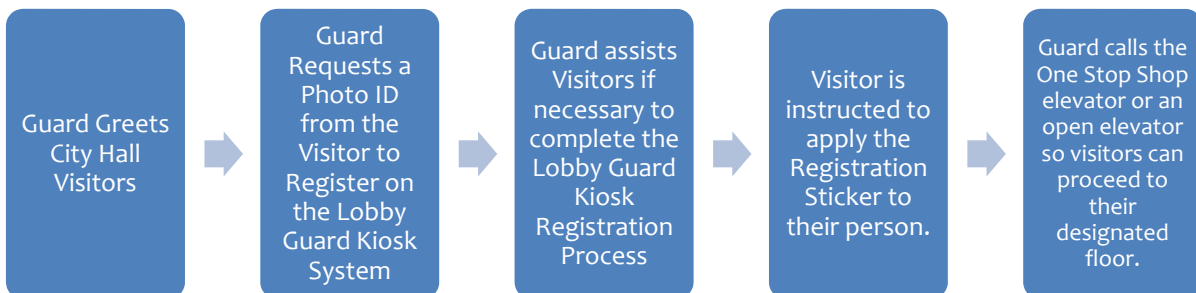 Guard Greets
City Hall
Visitors
Guard
Requests a
Photo ID
from the
Visitor to
Register on
the Lobby
Guard Kiosk
System
Guard assists
Visitors if
necessary to
complete the
Lobby Guard
Kiosk
Registration
Process
Visitor is
instructed to
apply the
Registration
Sticker to
their person.
Guard calls the
One Stop Shop
elevator or an
open elevator
so visitors can
proceed to
their
designated
floor.